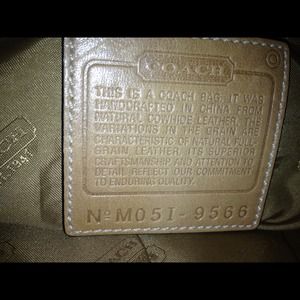 COACH
THIS IS A COACH BAG. IT WAS
HANDCRAFTED IN CHINA FROM
NATURAL COWHIDE LEATHER. THE
VARIATIONS IN THE GRAIN ARE
CHARACTERISTIC OF NATURAL FULL
GRAIN LEATHER. ITS SUPERIOR
CRAFTSMANSHIP AND ATTENTION TO
DETAIL REFLECT OUR COMMITMENT
TO ENDURING QUALITY.
Nº M05I-9566
COACH